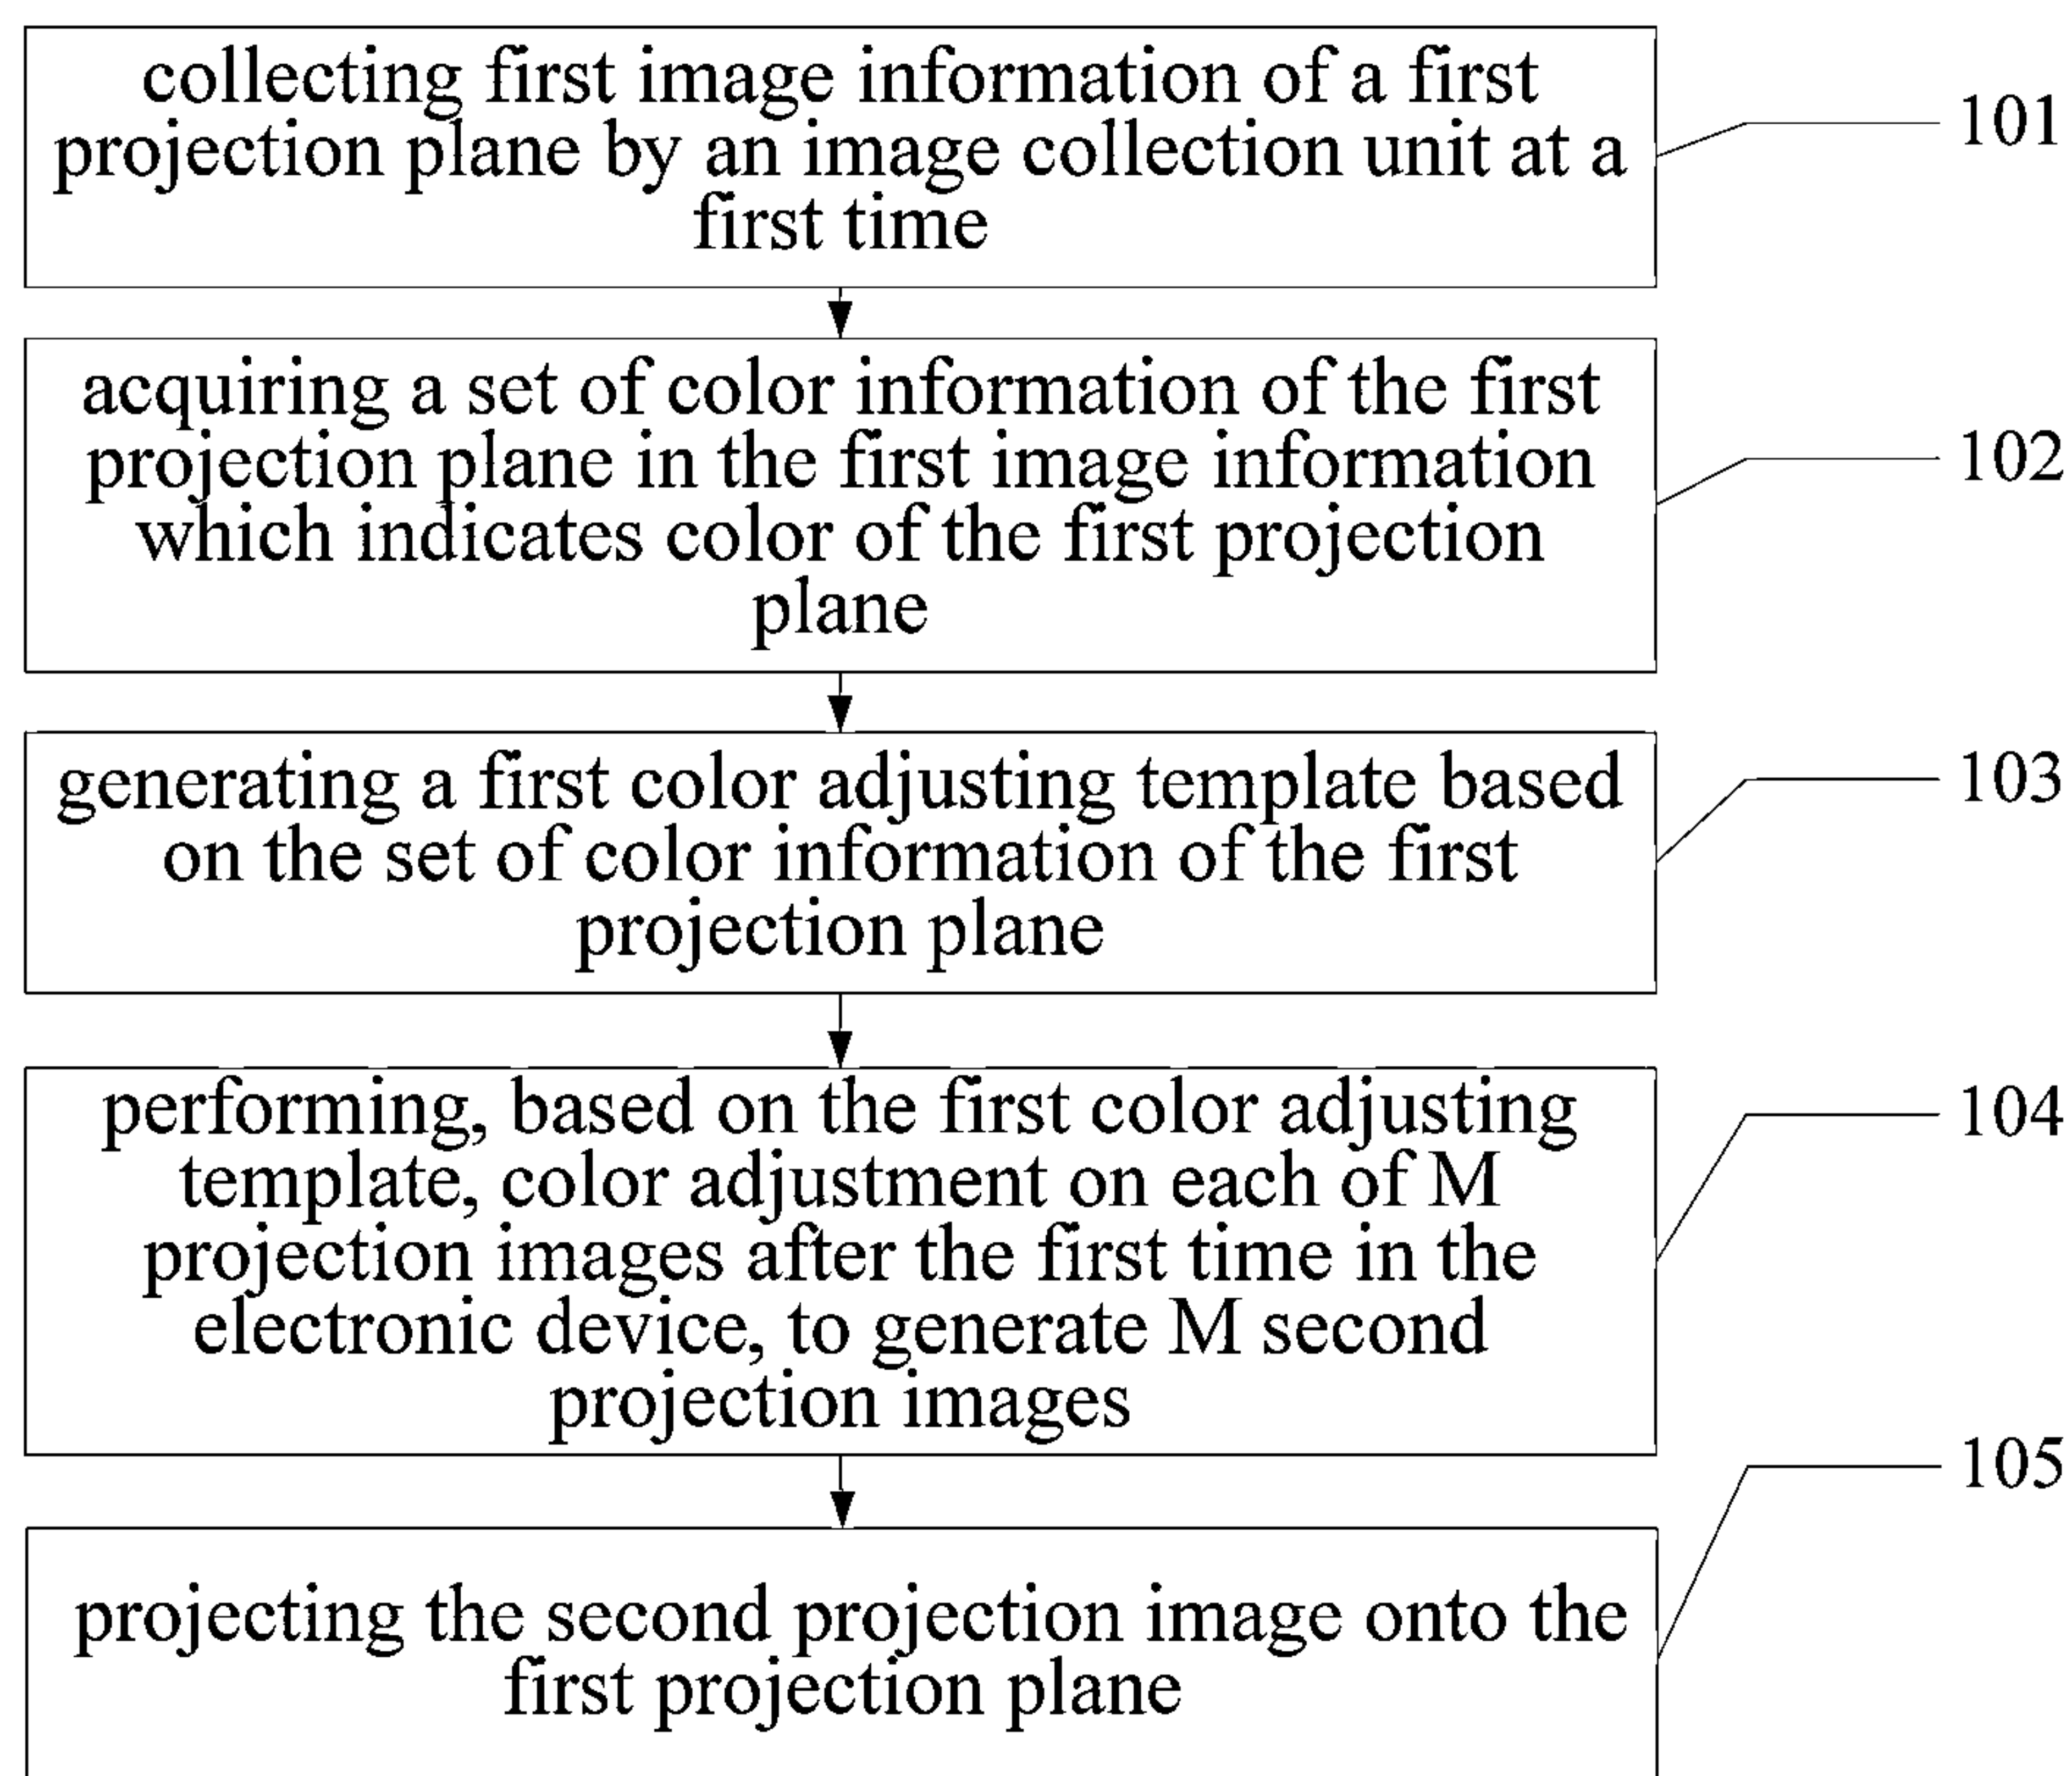 collecting first image information of a first
projection plane by an image collection unit at a
first time
101
acquiring a set of color information of the first
projection plane in the first image information
which indicates color of the first projection
plane
102
generating a first color adjusting template based
on the set of color information of the first
projection plane
103
performing, based on the first color adjusting
template, color adjustment on each of M
projection images after the first time in the
electronic device, to generate M second
projection images
104
projecting the second projection image onto the
first projection plane
105